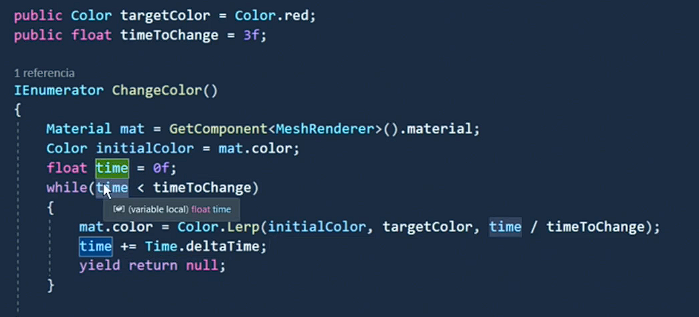 public Color targetColor = Color.red;
public float timeToChange = 3f;
1 referencia
IEnumerator ChangeColor()
{
Material mat = GetComponent<MeshRenderer>().material;
Color initialColor = mat.color;
float time = 0f;
while(time < timeToChange)
(variable local) float time
{
mat.color = Color.Lerp(initialColor, targetColor, time / timeToChange);
time += Time.deltaTime;
yield return null;
}